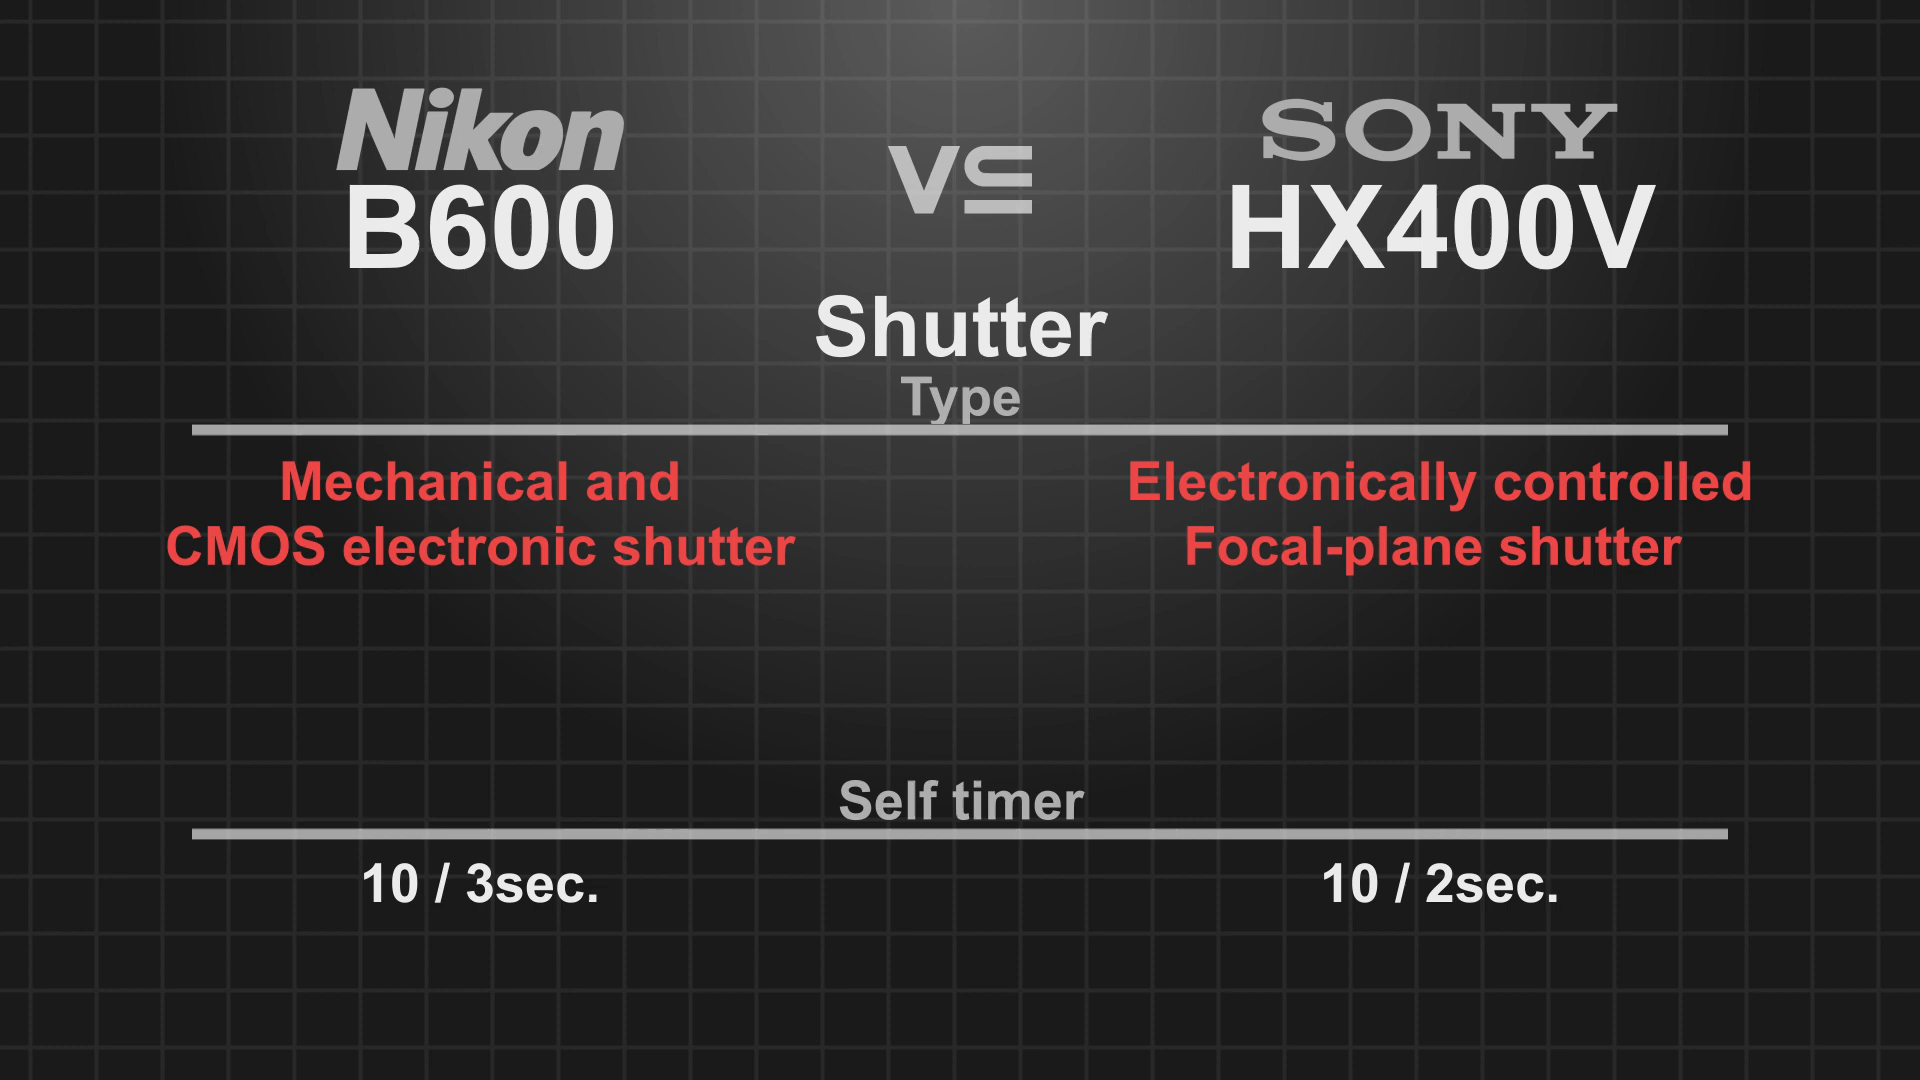 Nikon
B600
VS
SONY
HX400V
Shutter
Type
Mechanical and
CMOS electronic shutter
Electronically controlled
Focal-plane shutter
Self timer
10 / 3sec.
10 / 2sec.